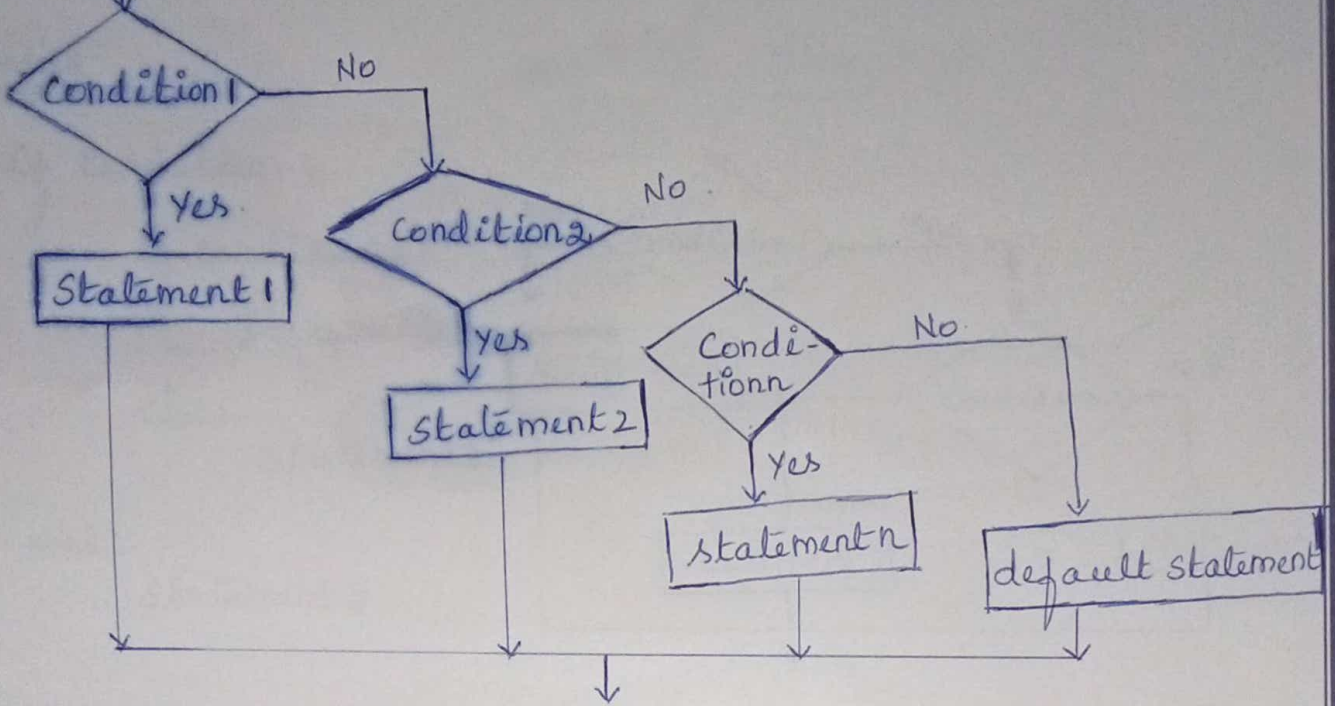 Condition1
No
Yes
Statement1
Condition2
No
Yes
Statement2
Condi-
tionn
No.
Yes
statementn
default statement